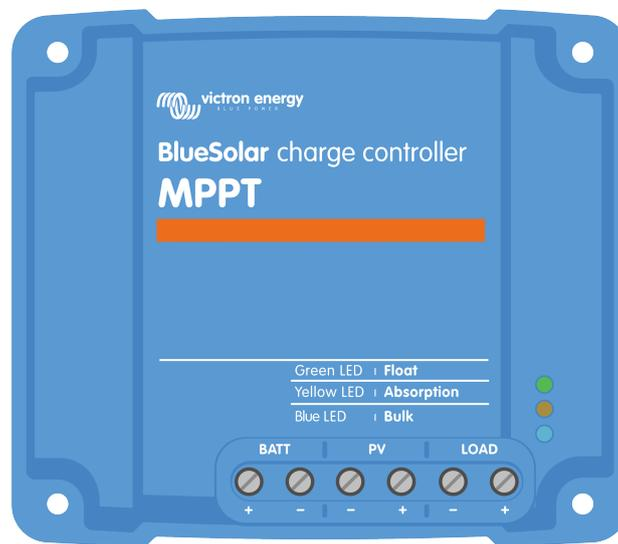 victron energy
BLUE POWER
BlueSolar charge controller
MPPT
Green LED Float
Yellow LED Absorption
Blue LED Bulk
BATT PV LOAD
+ − − + − +